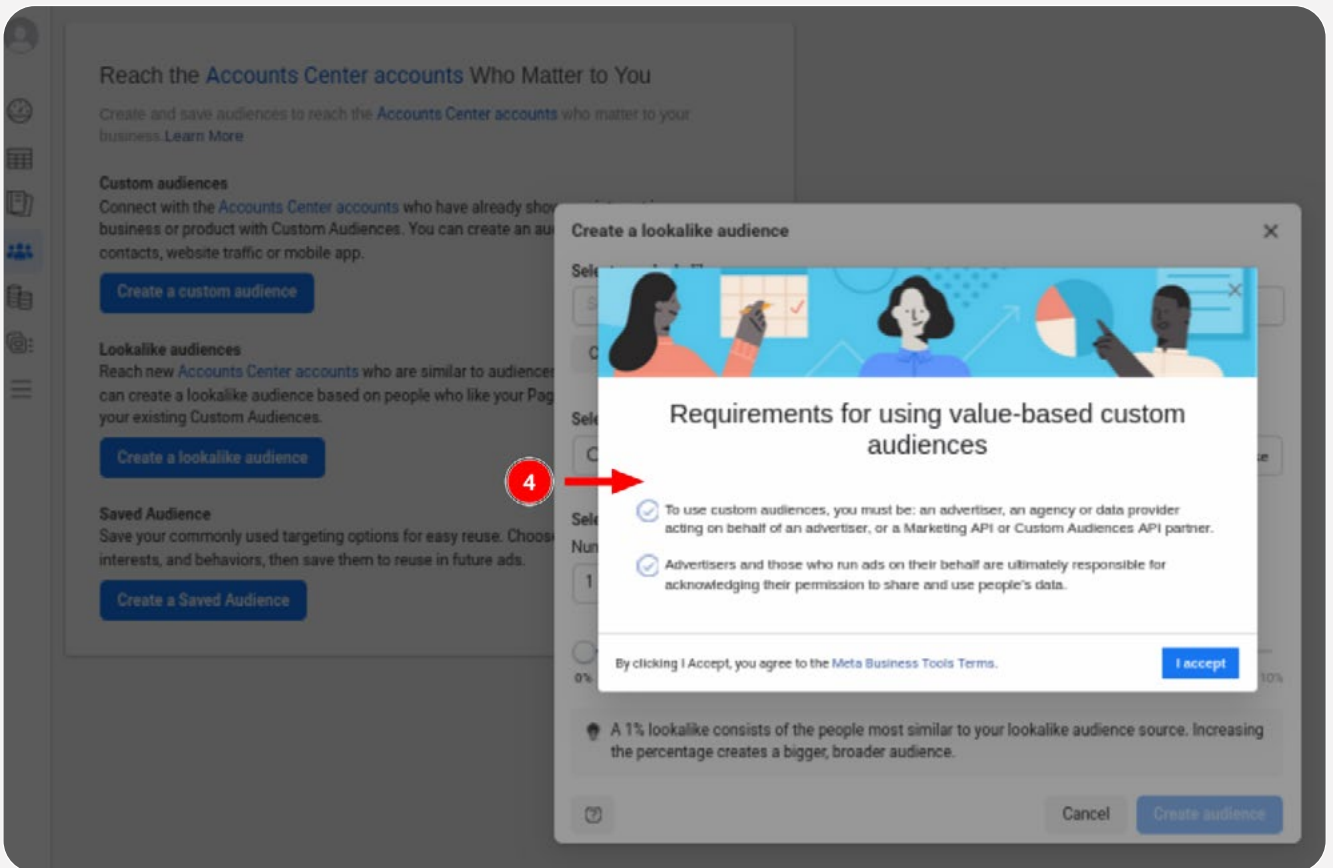 Reach the Accounts Center accounts Who Matter to You
Create and save audiences to reach the Accounts Center accounts who matter to your
business.Learn More
Custom audiences
Connect with the Accounts Center accounts who have already
business or product with Custom Audiences. You can create an
contacts, website traffic or mobile app.
Create a custom audience
Lookalike audiences
Reach new Accounts Center accounts who are similar to audiences
can create a lookalike audience based on people who like your
your existing Custom Audiences.
Create a lookalike audience
Saved Audience
Save your commonly used targeting options for easy reuse.
interests, and behaviors, then save them to reuse in future ads.
Create a Saved Audience
Create a lookalike audience
4
Requirements for using value-based custom
audiences
To use custom audiences, you must be: an advertiser, an agency or data provider
acting on behalf of an advertiser, or a Marketing API or Custom Audiences API partner.
Advertisers and those who run ads on their behalf are ultimately responsible for
acknowledging their permission to share and use people's data.
By clicking I Accept, you agree to the Meta Business Tools Terms.
I accept
1
0%
10%
A 1% lookalike consists of the people most similar to your lookalike audience source. Increasing
the percentage creates a bigger, broader audience.
Cancel
Create audience